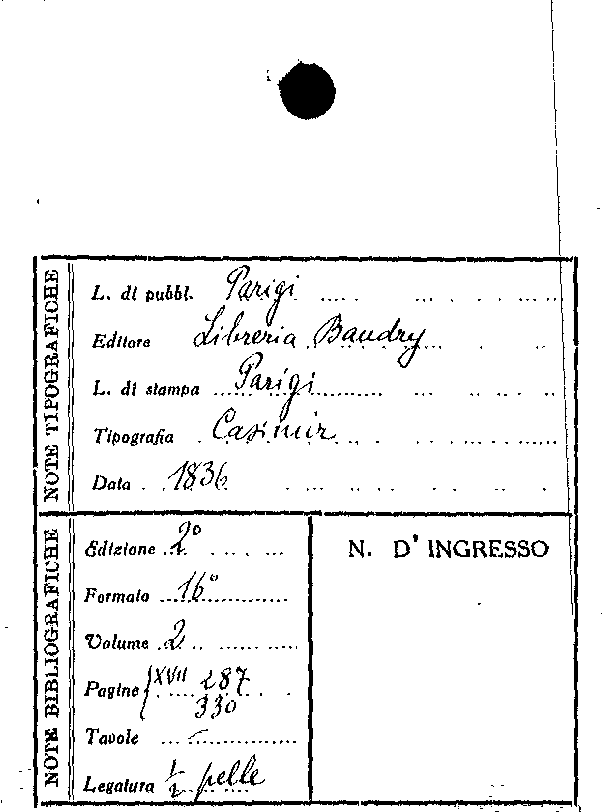 NOTE TIPOGRAFICHE
L. di pubbl. Parigi
Editore Libreria Baudry
L. di stampa Parigi
Tipografia Casimir
Data 1836
NOTE BIBLIOGRAFICHE
Edizione 2°
Formato 16°
Volume 2
Pagine XVII 287
330
Tavole —
Legatura 1/2 pelle
N. D' INGRESSO